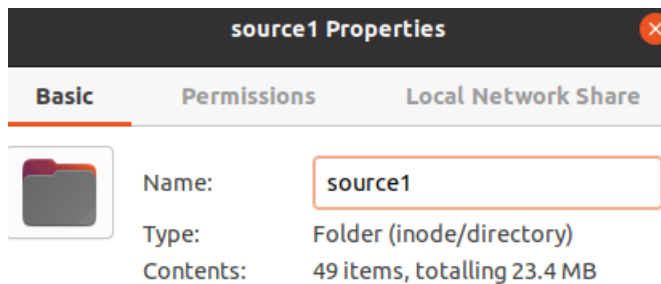 source1 Properties
Basic Permissions Local Network Share
Name: source1
Type: Folder (inode/directory)
Contents: 49 items, totalling 23.4 MB